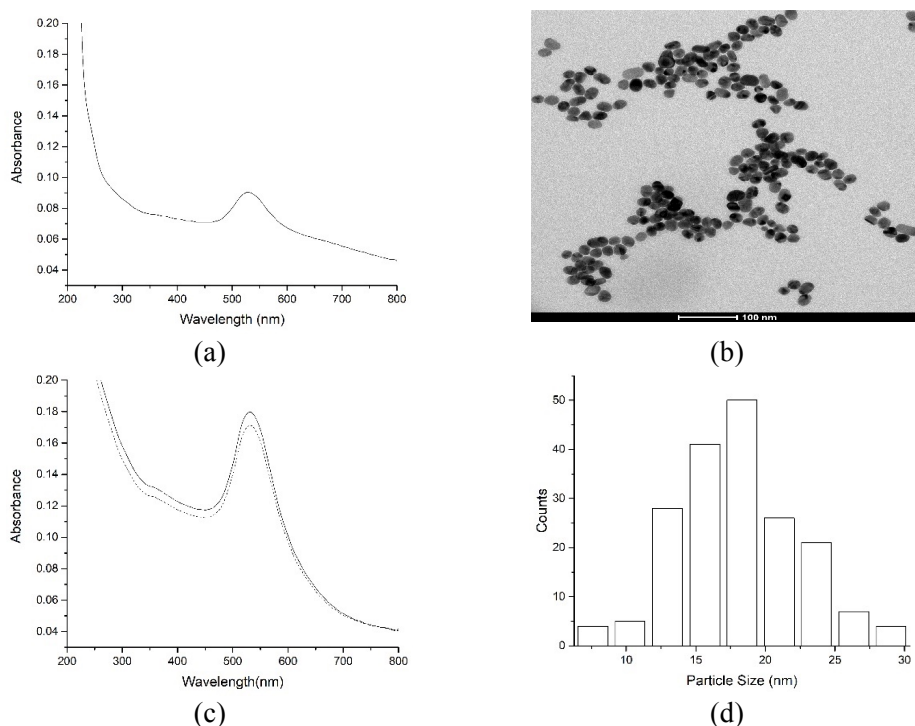 0.20
0.18
0.16
0.14
0.12
0.10
0.08
0.06
0.04
Absorbance
200 300 400 500 600 700 800
Wavelength (nm)
(a)
100 nm
(b)
0.20
0.18
0.16
0.14
0.12
0.10
0.08
0.06
0.04
Absorbance
200 300 400 500 600 700 800
Wavelength(nm)
(c)
50
40
30
20
10
0
Counts
10 15 20 25 30
Particle Size (nm)
(d)